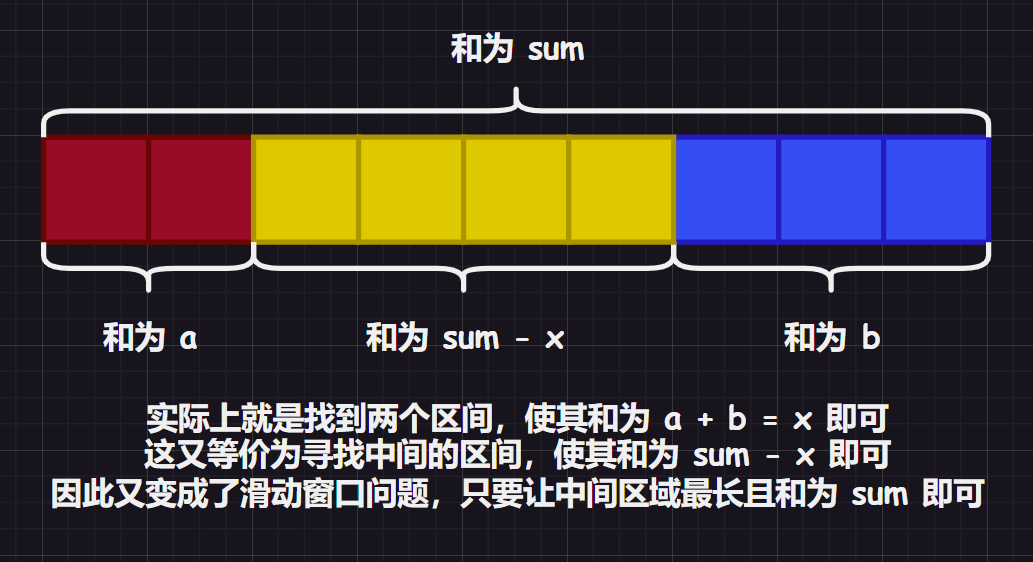 和为 sum
和为 a
和为 sum - x
和为 b
实际上就是找到两个区间，使其和为 a + b = x 即可
这又等价为寻找中间的区间，使其和为 sum - x 即可
因此又变成了滑动窗口问题，只要让中间区域最长且和为 sum 即可